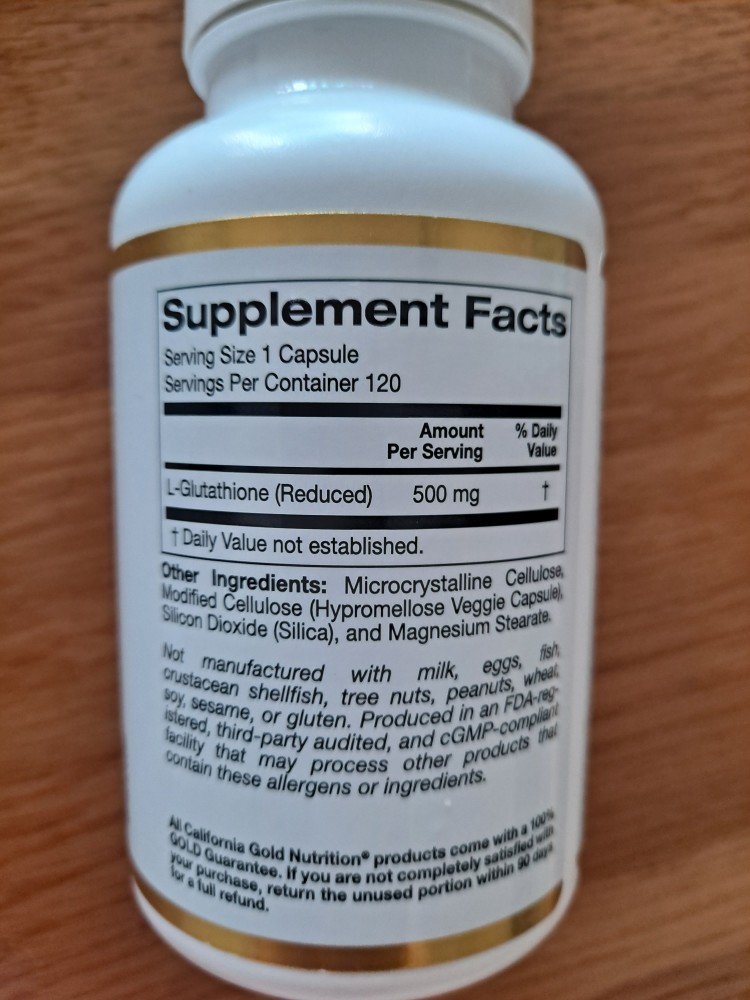 Supplement Facts
Serving Size 1 Capsule
Servings Per Container 120
Amount % Daily
Per Serving Value
L-Glutathione (Reduced) 500 mg †
† Daily Value not established.
Other Ingredients: Microcrystalline Cellulose,
Modified Cellulose (Hypromellose Veggie Capsule),
Silicon Dioxide (Silica), and Magnesium Stearate.
Not manufactured with milk, eggs, fish,
crustacean shellfish, tree nuts, peanuts, wheat,
soy, sesame, or gluten. Produced in an FDA-reg-
istered, third-party audited, and cGMP-compliant
facility that may process other products that
contain these allergens or ingredients.
All California Gold Nutrition® products come with a 100%
GOLD Guarantee. If you are not completely satisfied with
your purchase, return the unused portion within 90 days
for a full refund.